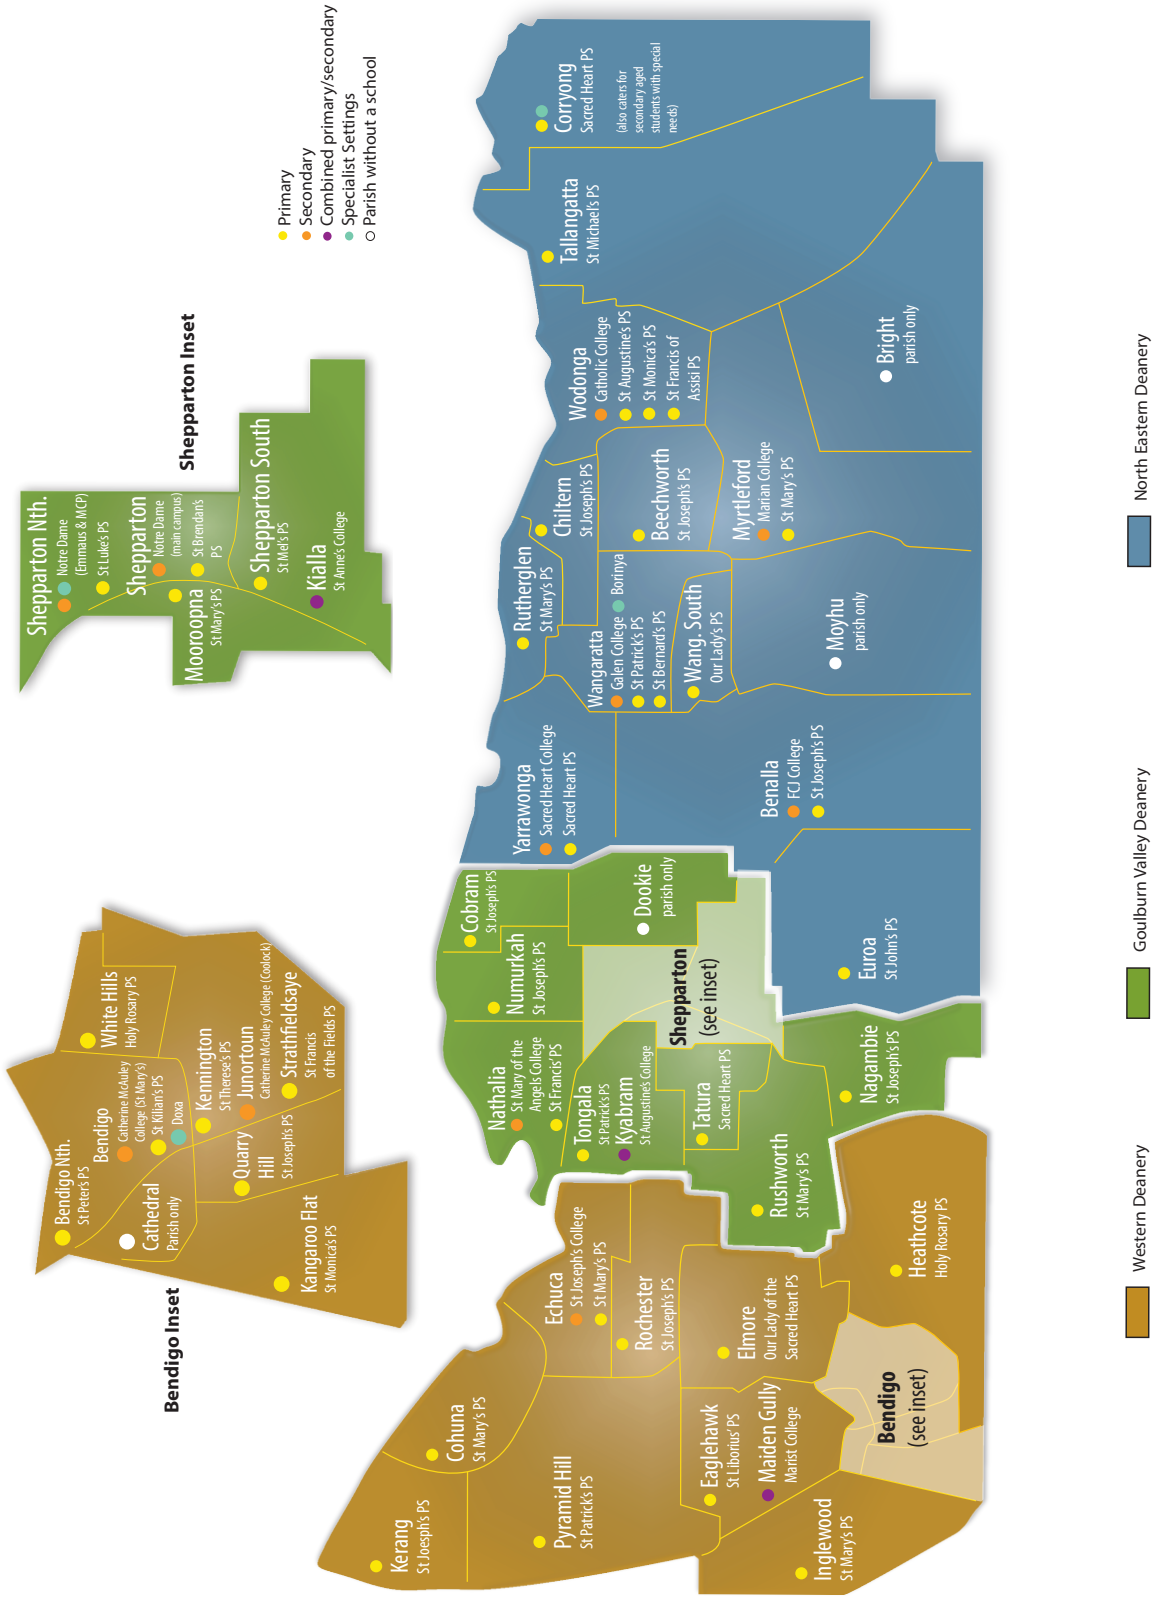 Bendigo Inset
Bendigo Nth.
St Peter's PS
Bendigo
Catherine McAuley
College (St Mary's)
St Kilian's PS
Doxa
White Hills
Holy Rosary PS
Cathedral
Parish only
Kennington
St Therese's PS
Junortoun
Catherine McAuley College (Coolock)
Strathfieldsaye
St Francis
of the Fields PS
Quarry
Hill
St Joseph's PS
Kangaroo Flat
St Monica's PS
Shepparton Inset
Shepparton Nth.
Notre Dame
(Emmaus & MCP)
St Luke's PS
Shepparton
Notre Dame
(main campus)
St Brendan's
PS
Mooroopna
St Mary's PS
Shepparton South
St Mel's PS
Kialla
St Anne's College
Primary
Secondary
Combined primary/secondary
Specialist Settings
Parish without a school
Kerang
St Joesph's PS
Cohuna
St Mary's PS
Pyramid Hill
St Patrick's PS
Echuca
St Joseph's College
St Mary's PS
Rochester
St Joseph's PS
Elmore
Our Lady of the
Sacred Heart PS
Eaglehawk
St Liborius' PS
Maiden Gully
Marist College
Inglewood
St Mary's PS
Bendigo
(see inset)
Heathcote
Holy Rosary PS
Nathalia
St Mary of the
Angels College
St Francis' PS
Numurkah
St Joseph's PS
Cobram
St Joseph's PS
Dookie
parish only
Tongala
St Patrick's PS
Kyabram
St Augustine's College
Tatura
Sacred Heart PS
Shepparton
(see inset)
Rushworth
St Mary's PS
Nagambie
St Joseph's PS
Yarrawonga
Sacred Heart College
Sacred Heart PS
Rutherglen
St Mary's PS
Chiltern
St Joseph's PS
Wodonga
Catholic College
St Augustine's PS
St Monica's PS
St Francis of
Assisi PS
Tallangatta
St Michael's PS
Corryong
Sacred Heart PS
(also caters for
secondary aged
students with special
needs)
Wangaratta
Galen College
Borinya
St Patrick's PS
St Bernard's PS
Wang. South
Our Lady's PS
Beechworth
St Joseph's PS
Myrtleford
Marian College
St Mary's PS
Bright
parish only
Moyhu
parish only
Benalla
FCJ College
St Joseph's PS
Euroa
St John's PS
Western Deanery
Goulburn Valley Deanery
North Eastern Deanery